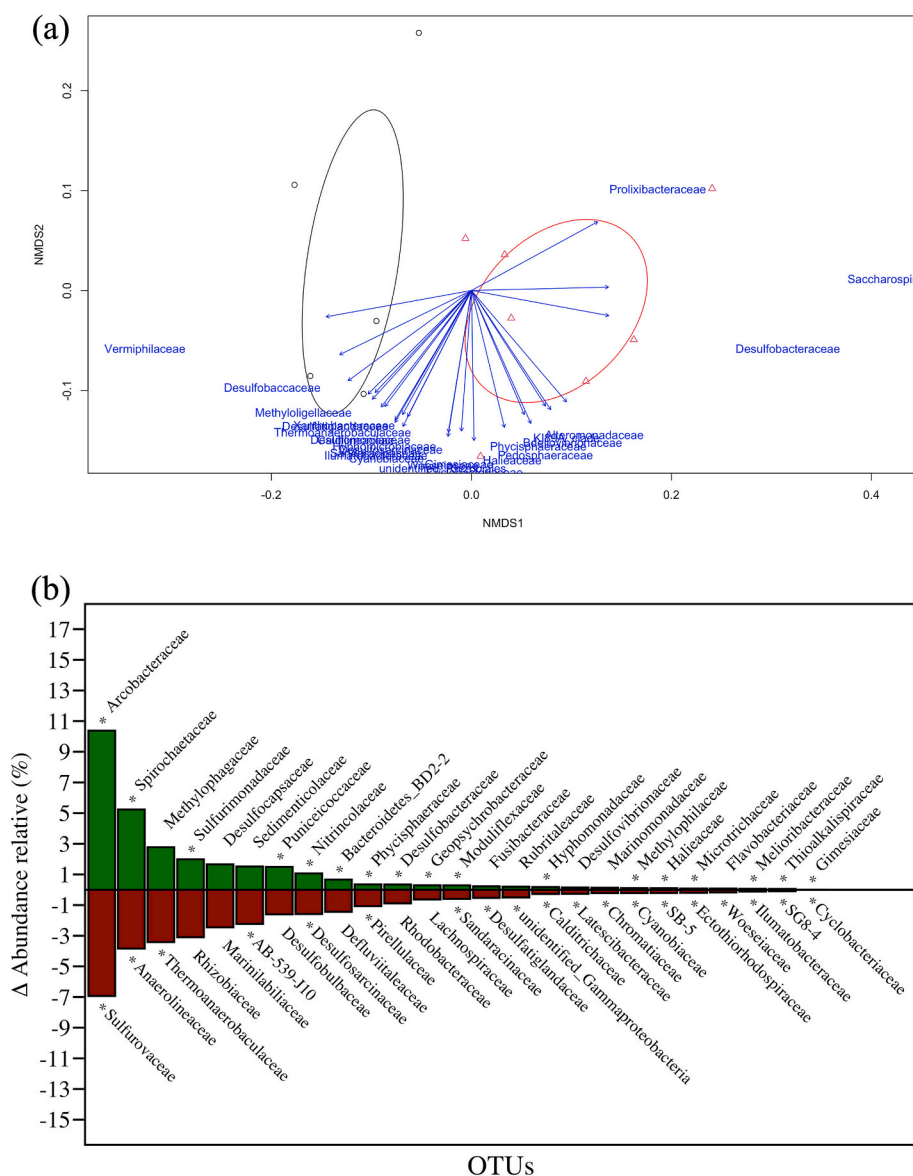 (a)
NMDS2
0.2
0.1
0.0
-0.1
Prolixibacteraceae
Saccharospi
Vermiphilaceae
Desulfobacteraceae
Desulfobaccaceae
Methyloligellaceae
Thermoanaerobaculaceae
Alteromonadaceae
Phycisphaeraceae
Pedosphaeraceae
Halieaceae
Cyanobiaceae
-0.2
0.0
0.2
0.4
NMDS1
(b)
Δ Abundance relative (%)
17
15
13
11
9
7
5
3
1
-1
-3
-5
-7
-9
-11
-13
-15
* Arcobacteraceae
* Spirochaetaceae
Methylophagaceae
* Sulfurimonadaceae
Desulfocapsaceae
Sedimenticolaceae
* Puniceicoccaceae
* Nitrincolaceae
* Bacteroidetes_BD2-2
* Phycisphaeraceae
* Desulfobacteraceae
* Geopsychrobacteraceae
* Moduliflexaceae
Fusibacteraceae
Rubritaleaceae
* Hyphomonadaceae
Desulfovibrionaceae
Marinomonadaceae
* Methylophilaceae
* Halieaceae
* Microtrichaceae
Flavobacteriaceae
* Melioribacteraceae
* Thioalkalispiraceae
* Gimesiaceae
* Sulfurovaceae
* Anaerolineaceae
* Thermoanaerobaculaceae
Rhizobiaceae
Marinilabiliaceae
* AB-539-J10
Desulfobulbaceae
* Desulfosarcinaceae
Defluviitaleaceae
* Pirellulaceae
Rhodobacteraceae
Lachnospiraceae
* Sandaracinaceae
* Desulfatiglandaceae
* unidentified_Gammaproteobacteria
* Calditrichaceae
* Latescibacteraceae
* Chromatiaceae
* Cyanobiaceae
* SB-5
* Ectothiorhodospiraceae
* Woeseiaceae
* Ilumatobacteraceae
* SG8-4
* Cyclobacteriaceae
OTUs